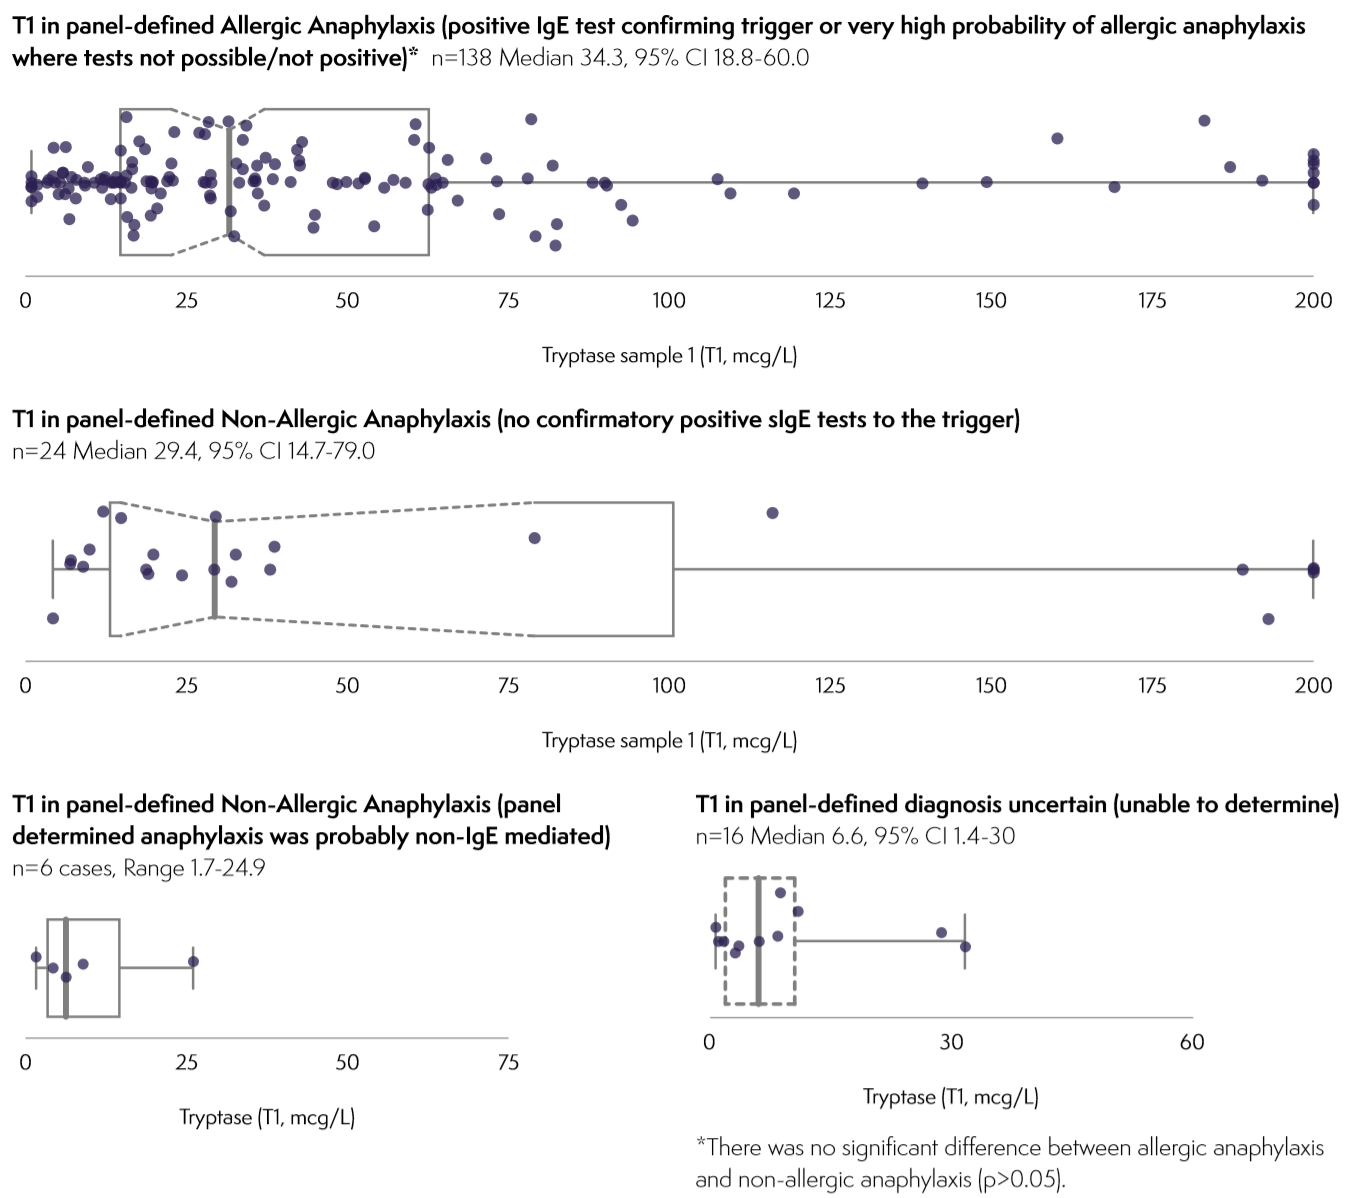 T1 in panel-defined Allergic Anaphylaxis (positive IgE test confirming trigger or very high probability of allergic anaphylaxis
where tests not possible/not positive)* n=138 Median 34.3, 95% CI 18.8-60.0
0 25 50 75 100 125 150 175 200
Tryptase sample 1 (T1, mcg/L)
T1 in panel-defined Non-Allergic Anaphylaxis (no confirmatory positive sIgE tests to the trigger)
n=24 Median 29.4, 95% CI 14.7-79.0
0 25 50 75 100 125 150 175 200
Tryptase sample 1 (T1, mcg/L)
T1 in panel-defined Non-Allergic Anaphylaxis (panel
determined anaphylaxis was probably non-IgE mediated)
n=6 cases, Range 1.7-24.9
0 25 50 75
Tryptase (T1, mcg/L)
T1 in panel-defined diagnosis uncertain (unable to determine)
n=16 Median 6.6, 95% CI 1.4-30
0 30 60
Tryptase (T1, mcg/L)
*There was no significant difference between allergic anaphylaxis
and non-allergic anaphylaxis (p>0.05).